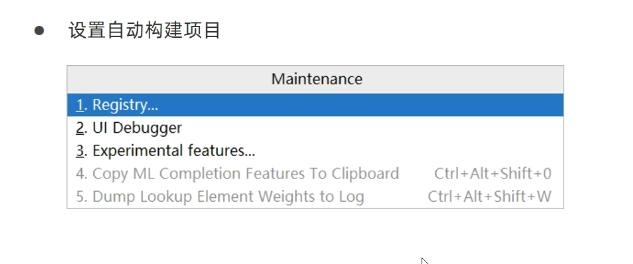 ● 设置自动构建项目
Maintenance
1. Registry...
2. UI Debugger
3. Experimental features...
4. Copy ML Completion Features To Clipboard Ctrl+Alt+Shift+0
5. Dump Lookup Element Weights to Log Ctrl+Alt+Shift+W